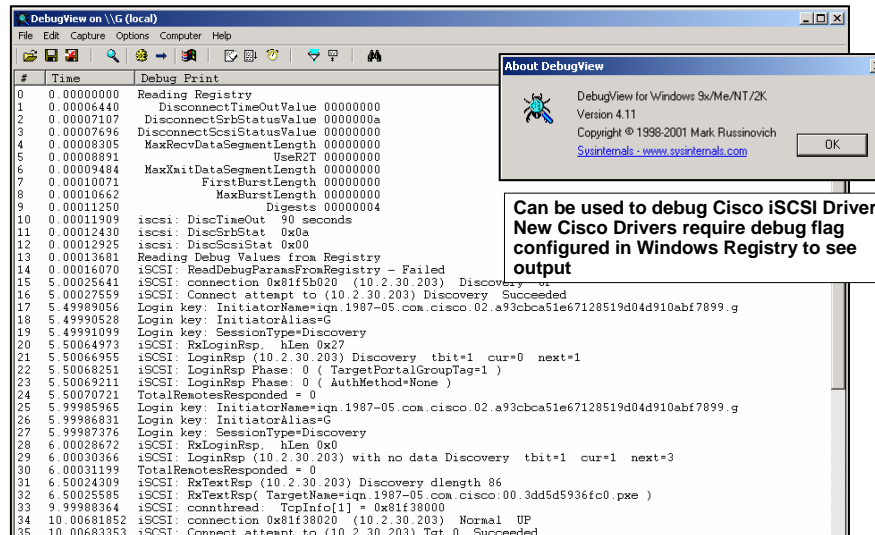 DebugView on \\G (local)
File Edit Capture Options Computer Help
# Time Debug Print
0 0.00000000 Reading Registry
1 0.00006440 DisconnectTimeOutValue 00000000
2 0.00007107 DisconnectSrbStatusValue 0000000a
3 0.00007696 DisconnectScsiStatusValue 00000000
4 0.00008305 MaxRecvDataSegmentLength 00000000
5 0.00008891 UseR2T 00000000
6 0.00009484 MaxXmitDataSegmentLength 00000000
7 0.00010071 FirstBurstLength 00000000
8 0.00010662 MaxBurstLength 00000000
9 0.00011250 Digests 00000004
10 0.00011909 iscsi: DiscTimeOut 90 seconds
11 0.00012430 iscsi: DiscSrbStat 0x0a
12 0.00012925 iscsi: DiscScsiStat 0x00
13 0.00013681 Reading Debug Values from Registry
14 0.00016070 iSCSI: ReadDebugParamsFromRegistry - Failed
15 5.00025641 iSCSI: connection 0x81f5b020 (10.2.30.203) Discovery UP
16 5.00027559 iSCSI: Connect attempt to (10.2.30.203) Discovery Succeeded
17 5.49989056 Login key: InitiatorName=iqn.1987-05.com.cisco.02.a93cbca51e67128519d04d910abf7899.g
18 5.49990528 Login key: InitiatorAlias=G
19 5.49991099 Login key: SessionType=Discovery
20 5.50064973 iSCSI: RxLoginRsp, hLen 0x27
21 5.50066955 iSCSI: LoginRsp (10.2.30.203) Discovery tbit=1 cur=0 next=1
22 5.50068251 iSCSI: LoginRsp Phase: 0 ( TargetPortalGroupTag=1 )
23 5.50069211 iSCSI: LoginRsp Phase: 0 ( AuthMethod=None )
24 5.50070721 TotalRemotesResponded = 0
25 5.99985965 Login key: InitiatorName=iqn.1987-05.com.cisco.02.a93cbca51e67128519d04d910abf7899.g
26 5.99986831 Login key: InitiatorAlias=G
27 5.99987376 Login key: SessionType=Discovery
28 6.00028672 iSCSI: RxLoginRsp, hLen 0x0
29 6.00030366 iSCSI: LoginRsp (10.2.30.203) with no data Discovery tbit=1 cur=1 next=3
30 6.00031199 TotalRemotesResponded = 0
31 6.50024309 iSCSI: RxTextRsp (10.2.30.203) Discovery dlength 86
32 6.50025585 iSCSI: RxTextRsp( TargetName=iqn.1987-05.com.cisco:00.3dd5d5936fc0.pxe )
33 9.99988364 iSCSI: connthread: TcpInfo[1] = 0x81f38000
34 10.00681852 iSCSI: connection 0x81f38020 (10.2.30.203) Normal UP
35 10.00683353 iSCSI: Connect attempt to (10.2.30.203) Tgt 0 Succeeded
About DebugView
DebugView for Windows 9x/Me/NT/2K
Version 4.11
Copyright © 1998-2001 Mark Russinovich
Sysinternals - www.sysinternals.com
OK
Can be used to debug Cisco iSCSI Driver
New Cisco Drivers require debug flag
configured in Windows Registry to see
output